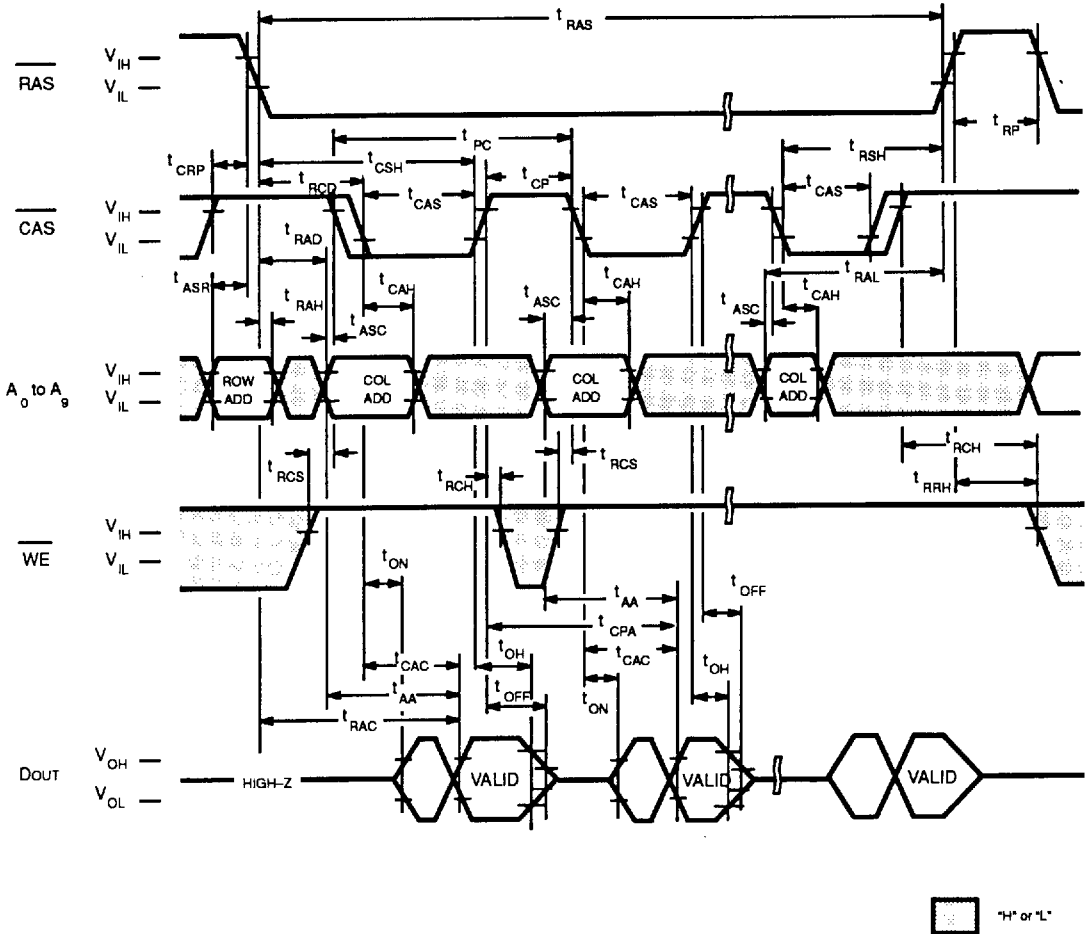 t RAS
RAS
V IH
V IL
t RP
t PC
t RSH
t CRP
t CSH
t RCD
t CP
t CAS
t CAS
t CAS
CAS
V IH
V IL
t RAD
t RAL
t ASR
t RAH
t CAH
t ASC
t ASC
t CAH
t ASC
t CAH
A 0 to A 9
V IH
V IL
ROW ADD
COL ADD
COL ADD
COL ADD
t RCS
t RCH
t RCS
t RCH
t RRH
WE
V IH
V IL
t ON
t AA
t OFF
t CPA
t CAC
t OH
t CAC
t OH
t AA
t OFF
t ON
t RAC
DOUT
V OH
V OL
HIGH–Z
VALID
VALID
VALID
"H" or "L"